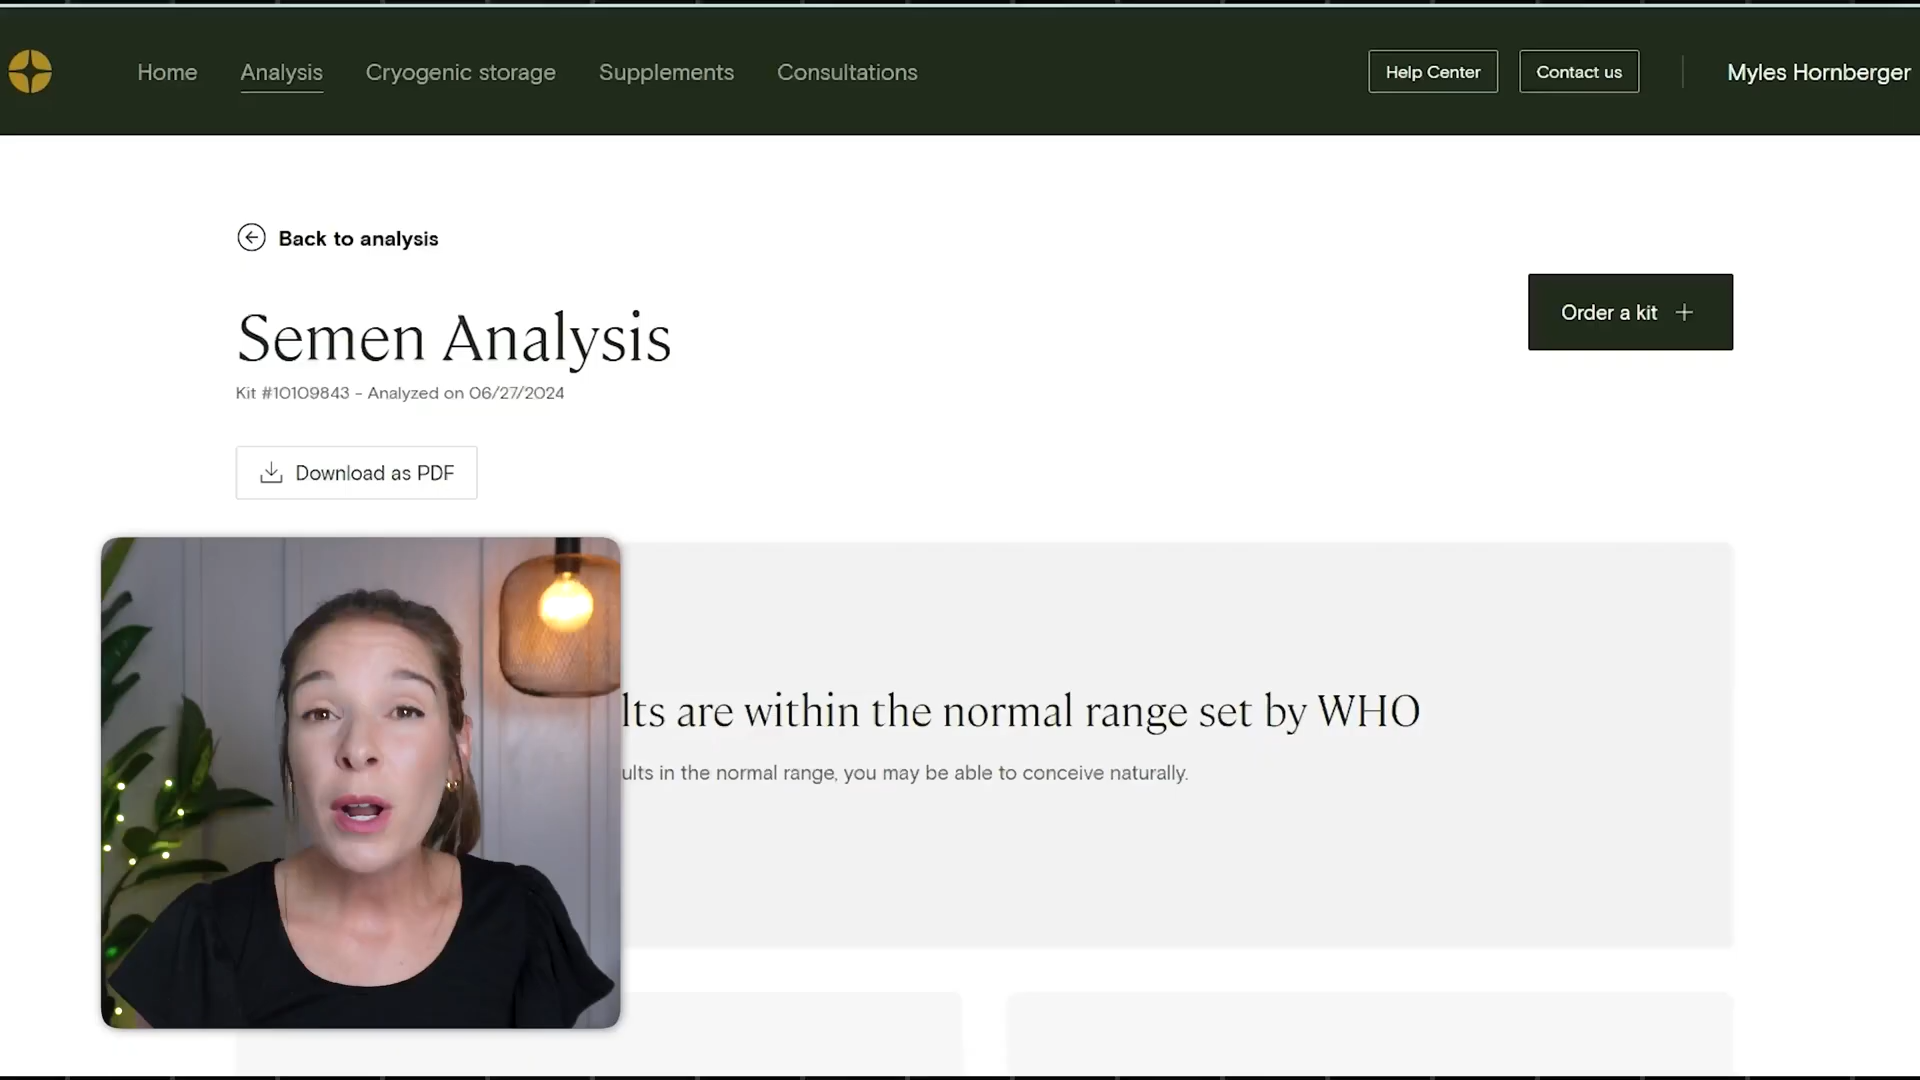 Home Analysis Cryogenic storage Supplements Consultations Help Center Contact us Myles Hornberger
Back to analysis
Order a kit
Semen Analysis
Kit #10109843 - Analyzed on 06/27/2024
Download as PDF
are within the normal range set by WHO
in the normal range, you may be able to conceive naturally.